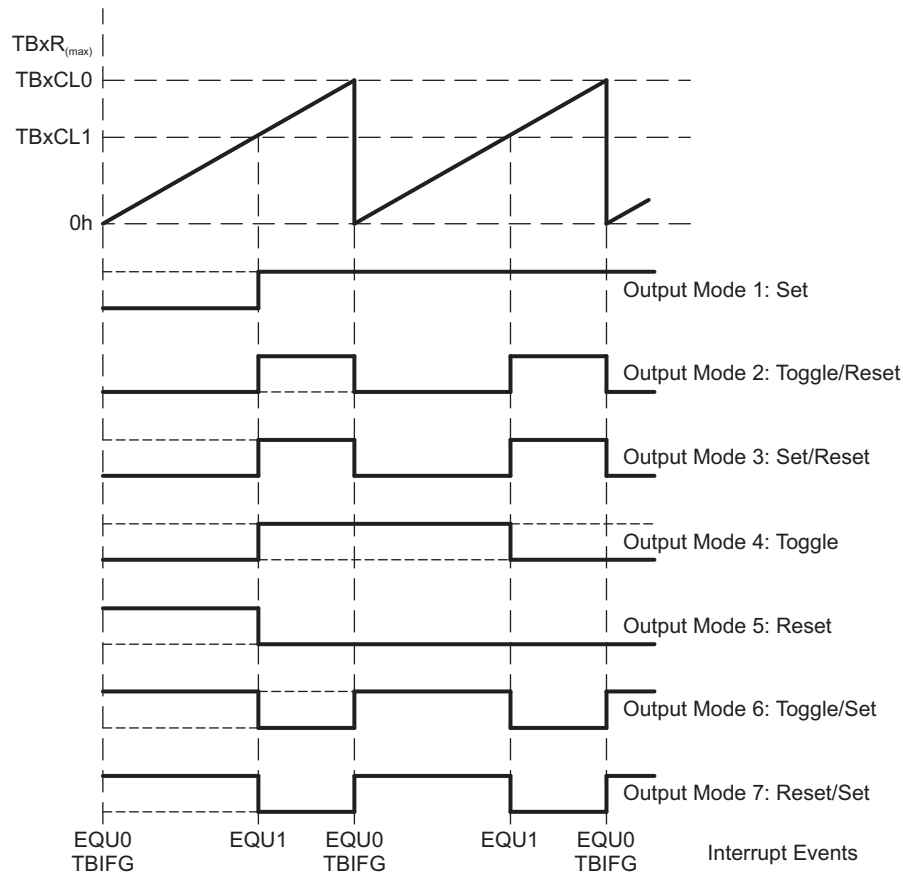 TBxR(max)
TBxCL0
TBxCL1
0h
Output Mode 1: Set
Output Mode 2: Toggle/Reset
Output Mode 3: Set/Reset
Output Mode 4: Toggle
Output Mode 5: Reset
Output Mode 6: Toggle/Set
Output Mode 7: Reset/Set
EQU0 EQU1 EQU0 EQU1 EQU0
TBIFG TBIFG TBIFG
Interrupt Events